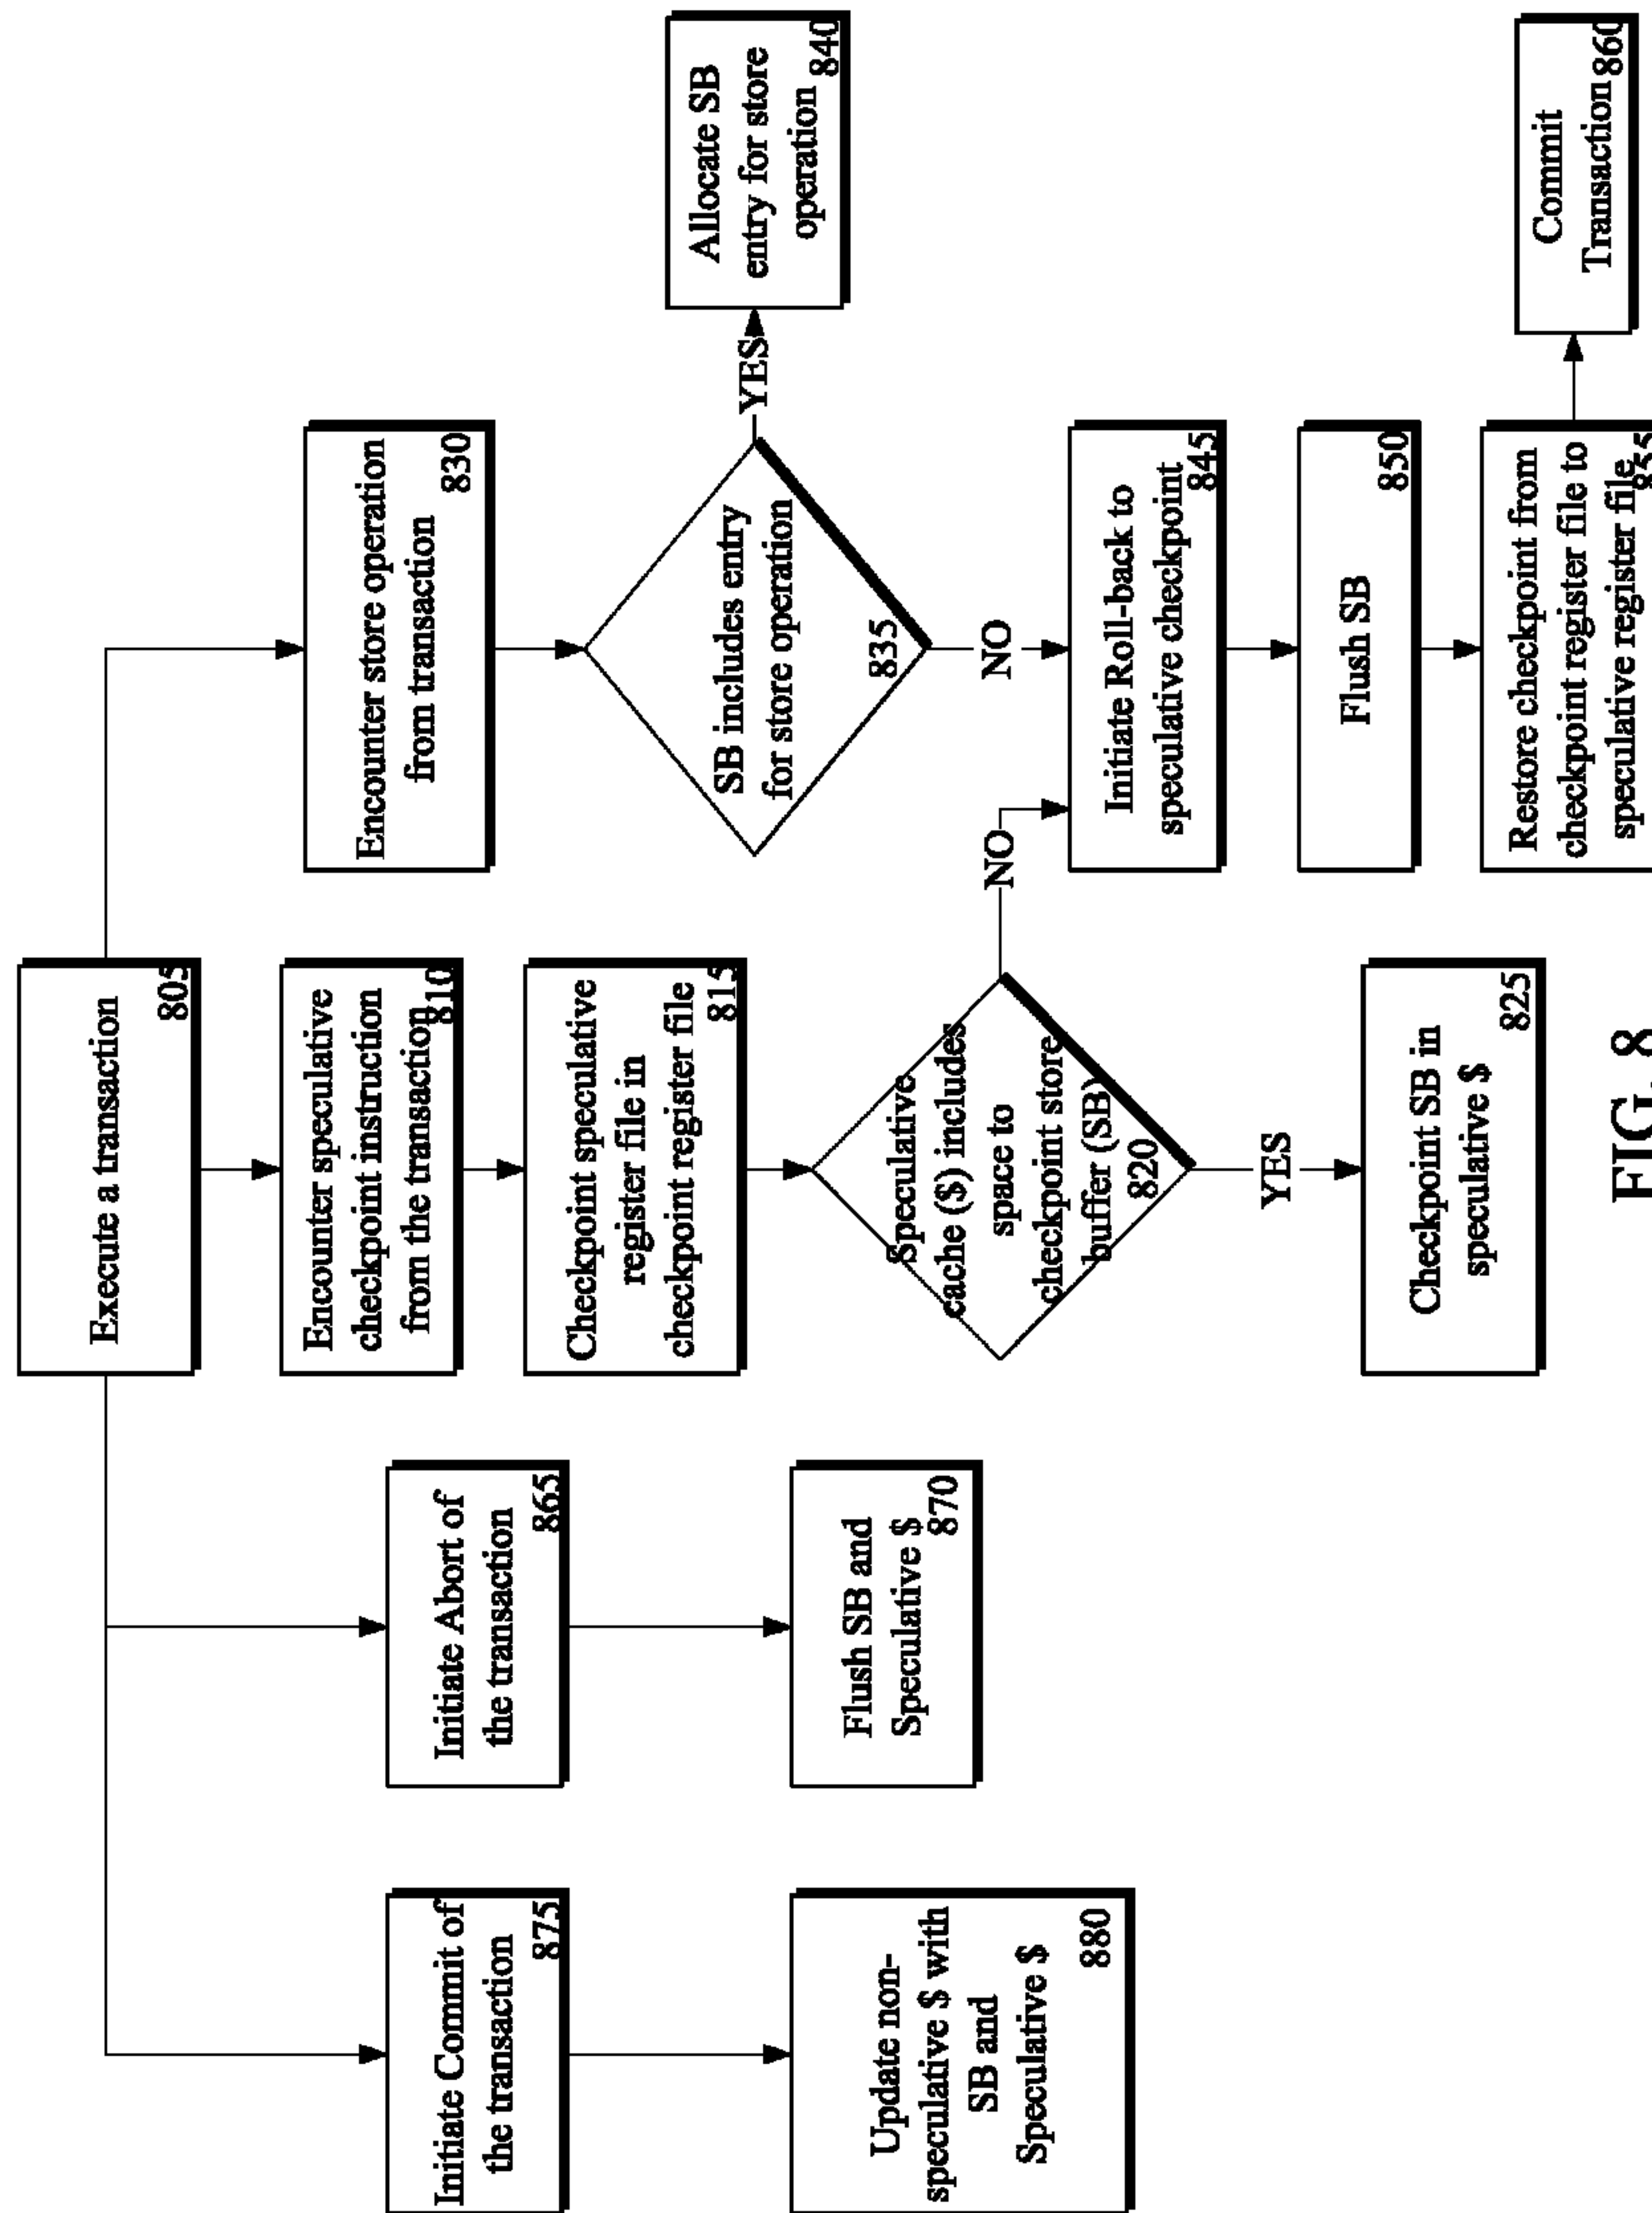 Execute a transaction
805
Initiate Commit of
the transaction
875
Update non-
speculative $ with
SB and
Speculative $
880
Initiate Abort of
the transaction
865
Flush SB and
Speculative $
870
Encounter speculative
checkpoint instruction
from the transaction
810
Checkpoint speculative
register file in
checkpoint register file
815
Speculative
cache ($) includes
space to
checkpoint store
buffer (SB)
820
NO
YES
Checkpoint SB in
speculative $
825
Encounter store operation
from transaction
830
SB includes entry
for store operation
835
YES
Allocate SB
entry for store
operation
840
NO
Initiate Roll-back to
speculative checkpoint
845
Flush SB
850
Restore checkpoint from
checkpoint register file to
speculative register file
855
Commit
Transaction
860
FIG. 8